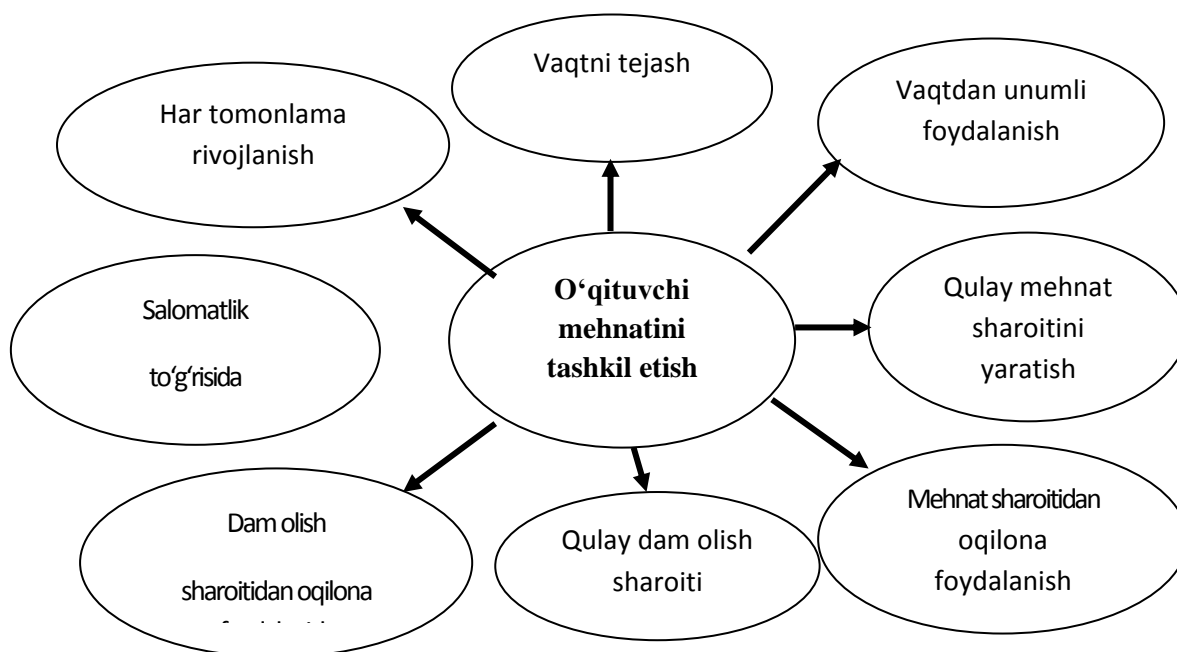 Vaqtni tejash
Vaqtdan unumli
foydalanish
Har tomonlama
rivojlanish
O‘qituvchi
mehnatini
tashkil etish
Qulay mehnat
sharoitini
yaratish
Salomatlik
to‘g‘risida
Mehnat sharoitidan
oqilona
foydalanish
Dam olish
sharoitidan oqilona
Qulay dam olish
sharoiti